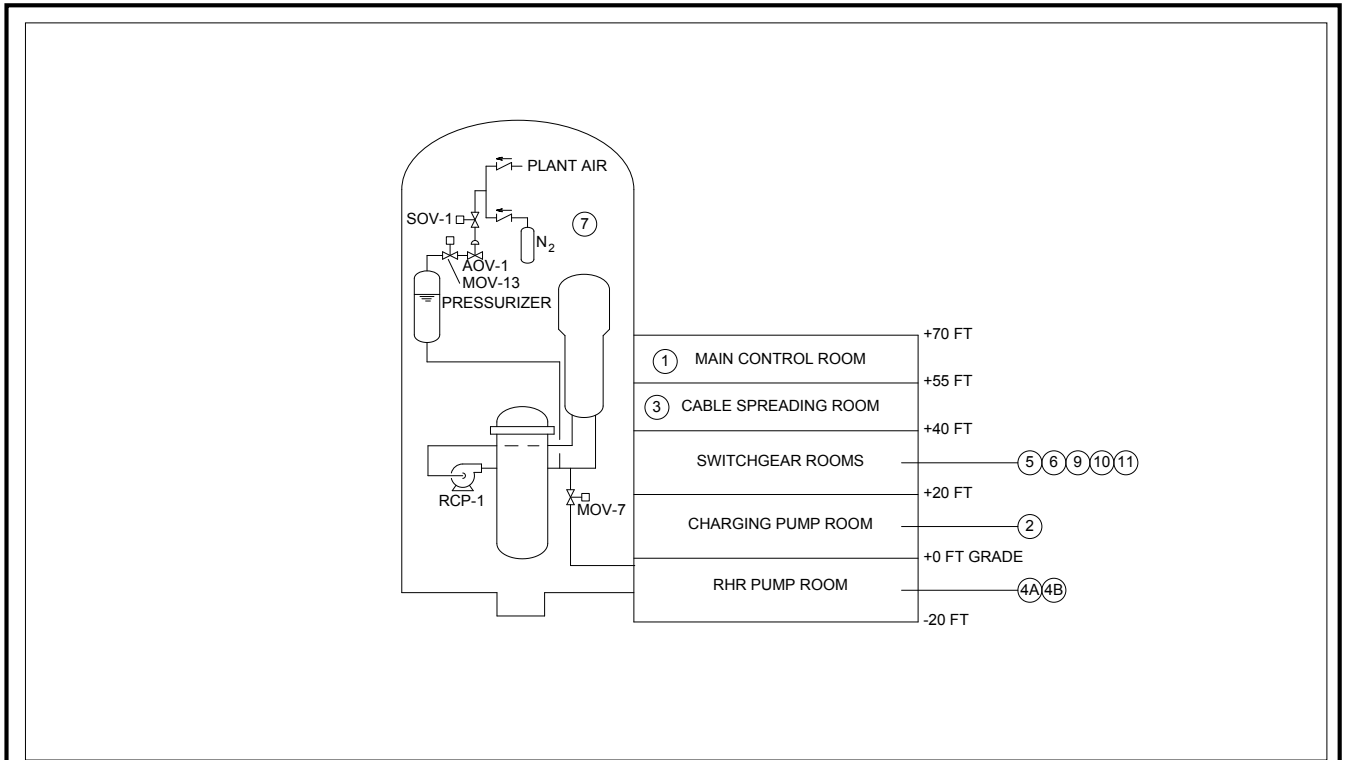 PLANT AIR
SOV-1
7
N2
AOV-1
MOV-13
PRESSURIZER
+70 FT
1 MAIN CONTROL ROOM
+55 FT
3 CABLE SPREADING ROOM
+40 FT
SWITCHGEAR ROOMS
5 6 9 10 11
RCP-1
MOV-7
+20 FT
CHARGING PUMP ROOM
2
+0 FT GRADE
RHR PUMP ROOM
4A 4B
-20 FT